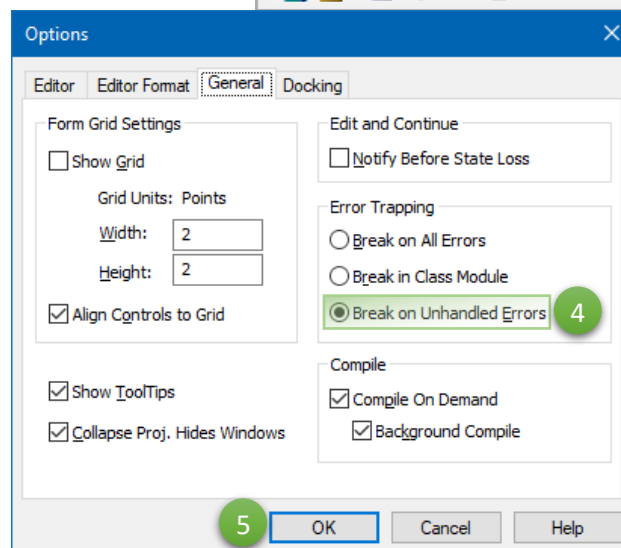 Options
Editor
Editor Format
General
Docking
Form Grid Settings
Show Grid
Grid Units: Points
Width: 2
Height: 2
Align Controls to Grid
Show ToolTips
Collapse Proj. Hides Windows
Edit and Continue
Notify Before State Loss
Error Trapping
Break on All Errors
Break in Class Module
Break on Unhandled Errors
4
Compile
Compile On Demand
Background Compile
5
OK
Cancel
Help